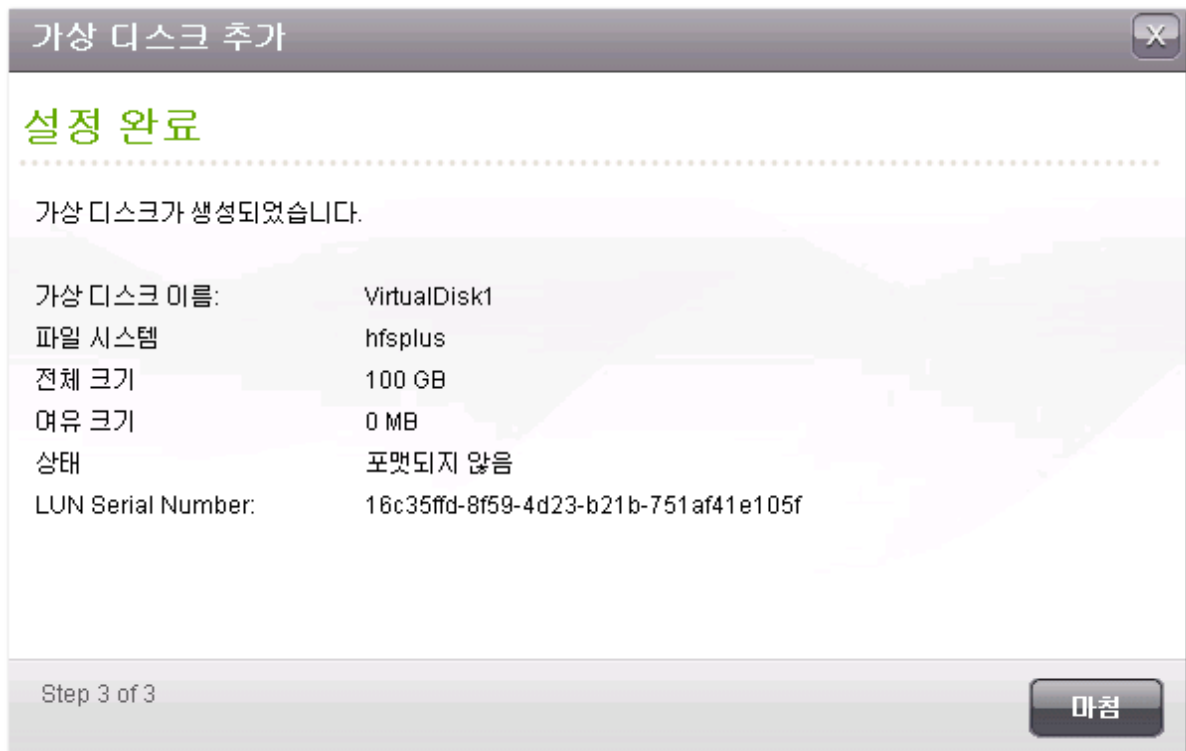 가상 디스크 추가
X
설정 완료
가상 디스크가 생성되었습니다.
가상 디스크 이름: VirtualDisk1
파일 시스템 hfsplus
전체 크기 100 GB
여유 크기 0 MB
상태 포맷되지 않음
LUN Serial Number: 16c35ffd-8f59-4d23-b21b-751af41e105f
Step 3 of 3
마침